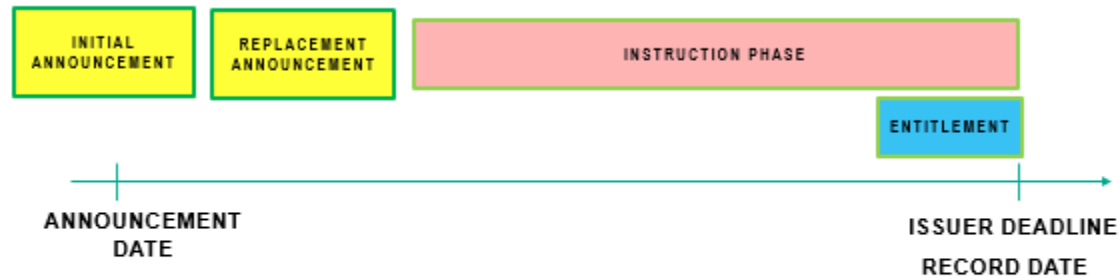 INITIAL
ANNOUNCEMENT
REPLACEMENT
ANNOUNCEMENT
INSTRUCTION PHASE
ENTITLEMENT
ANNOUNCEMENT
DATE
ISSUER DEADLINE
RECORD DATE